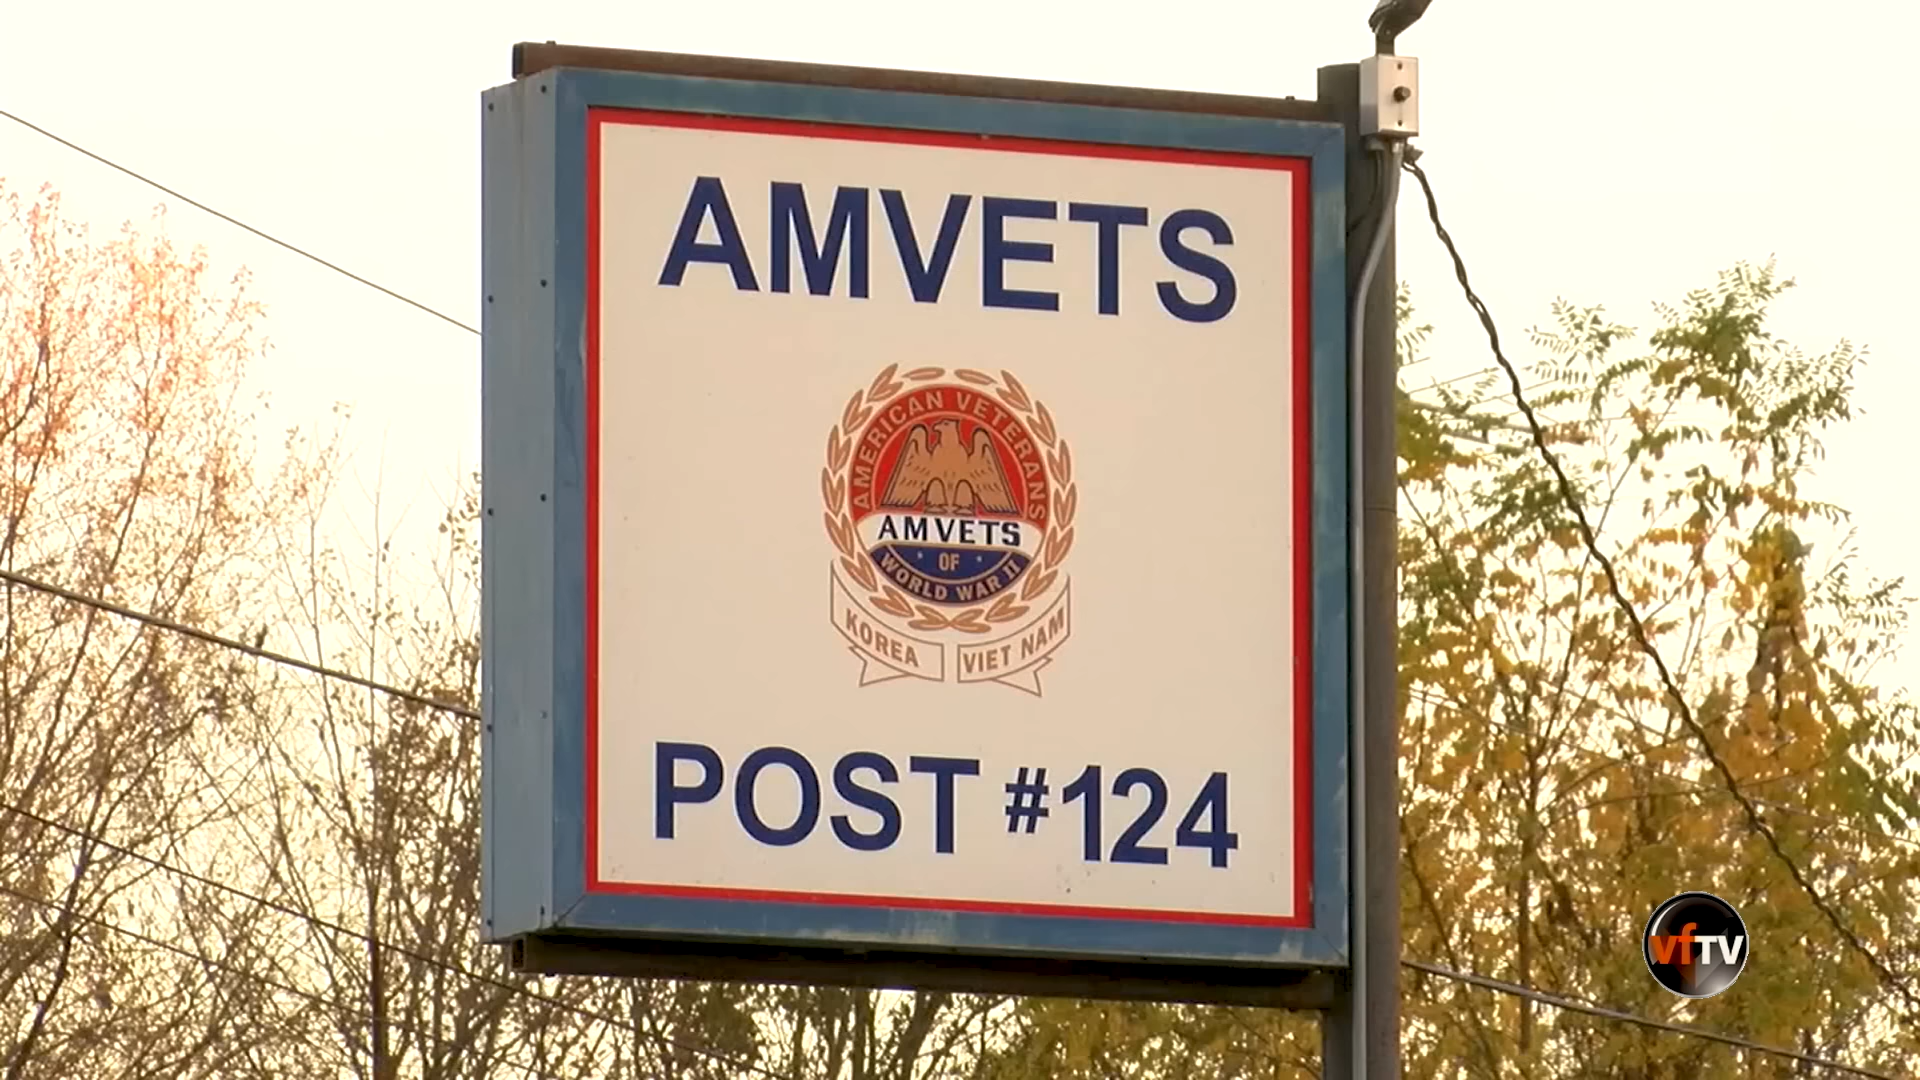 AMVETS
AMERICAN VETERANS
AMVETS
OF
WORLD WAR II
KOREA VIET NAM
POST #124
vfTV